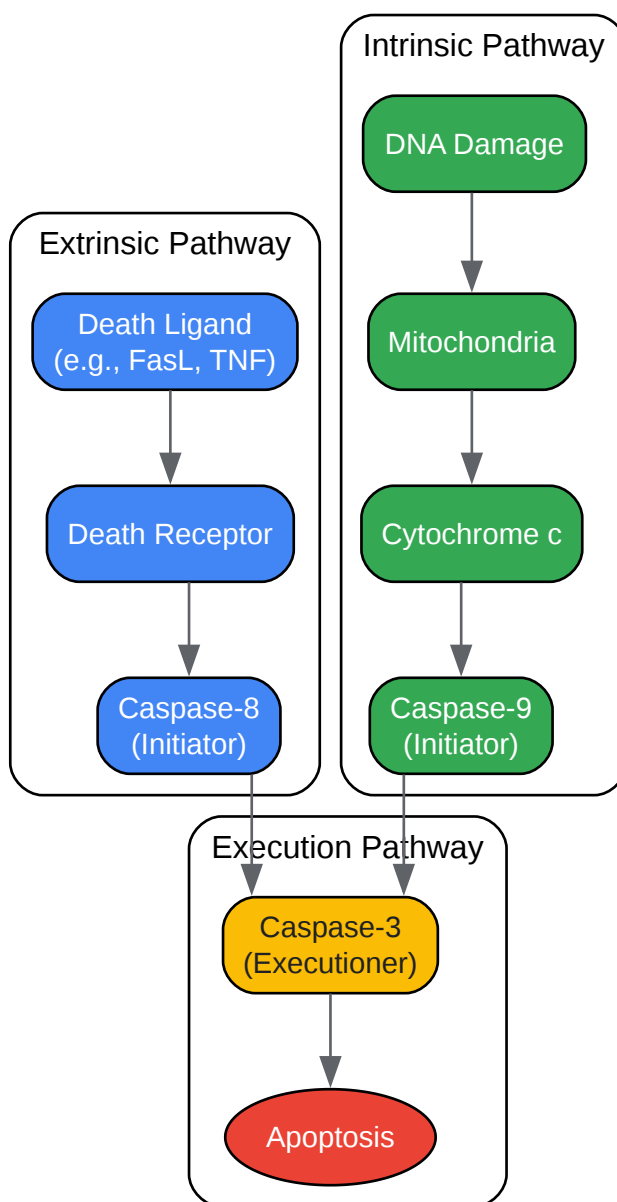 Extrinsic Pathway
Death Ligand
(e.g., FasL, TNF)
Death Receptor
Caspase-8
(Initiator)
Intrinsic Pathway
DNA Damage
Mitochondria
Cytochrome c
Caspase-9
(Initiator)
Execution Pathway
Caspase-3
(Executioner)
Apoptosis